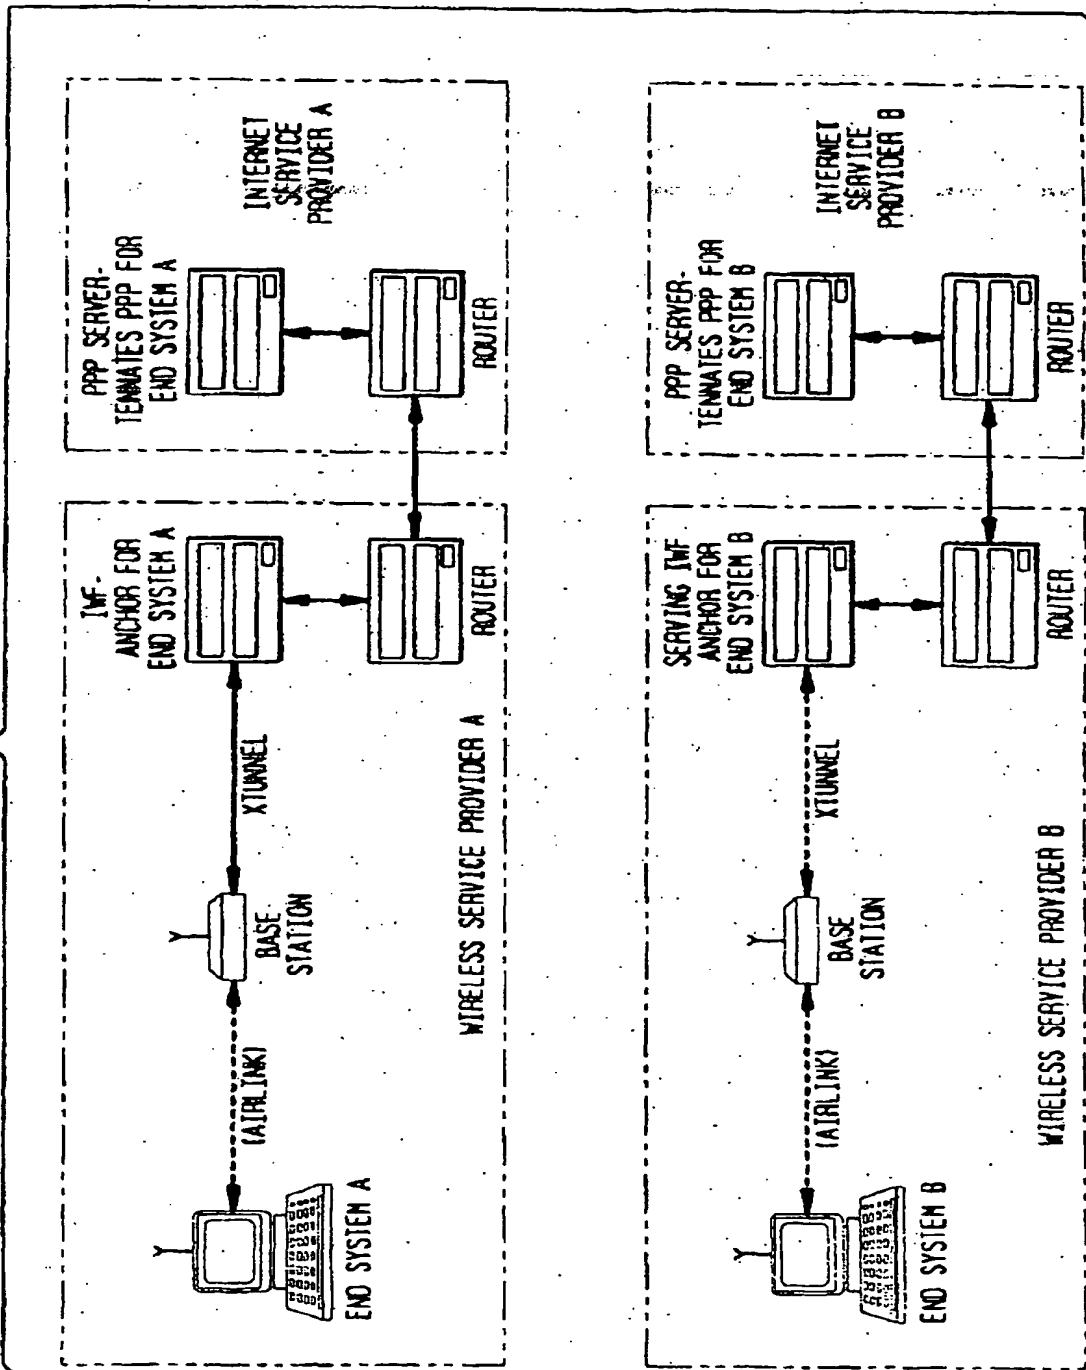 PPP SERVER-
TENNATES PPP FOR
END SYSTEM A
INTERNET
SERVICE
PROVIDER A
ROUTER
IWF-
ANCHOR FOR
END SYSTEM A
ROUTER
XTUNNEL
BASE
STATION
(AIRLINK)
END SYSTEM A
WIRELESS SERVICE PROVIDER A
PPP SERVER-
TENNATES PPP FOR
END SYSTEM B
INTERNET
SERVICE
PROVIDER B
ROUTER
SERVING IWF
ANCHOR FOR
END SYSTEM B
ROUTER
XTUNNEL
BASE
STATION
(AIRLINK)
END SYSTEM B
WIRELESS SERVICE PROVIDER B